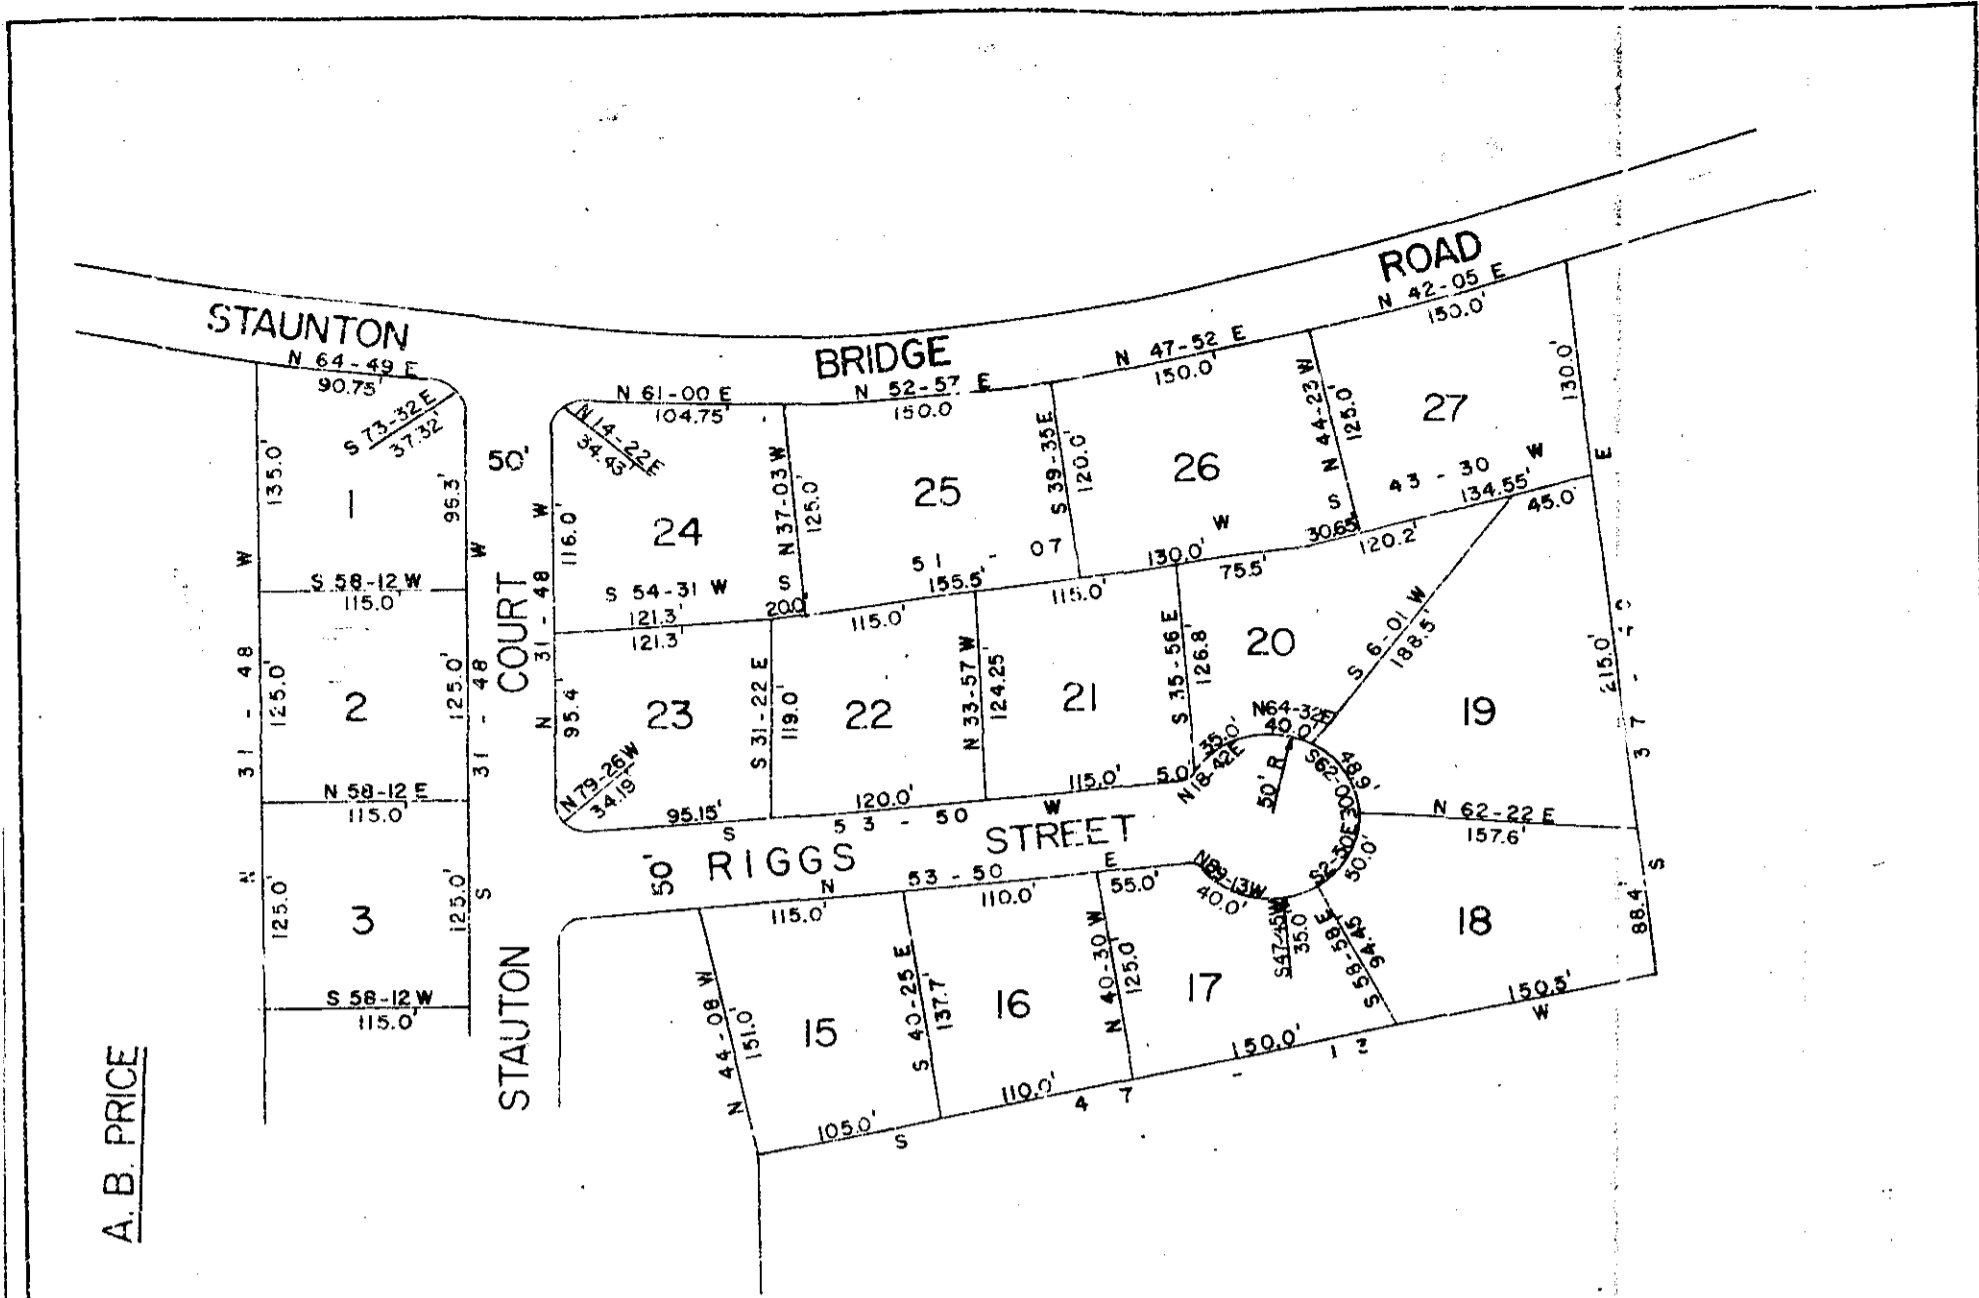 STAUNTON
BRIDGE
ROAD
N 64-49 E
90.75'
S 73-32 E
37.32'
135.0'
1
96.3'
50'
S 58-12 W
115.0'
N 31-48 W
125.0'
2
125.0'
S 31-48 W
N 58-12 E
115.0'
125.0'
3
125.0'
S 58-12 W
115.0'
A. B. PRICE
STAUTON COURT
N 61-00 E
104.75'
N 14-22 E
34.43'
116.0'
N 31-48 W
24
N 37-03 W
125.0'
S 54-31 W
121.3'
121.3'
20.0'
N 52-57 E
150.0
25
S 39-35 E
120.0'
S 51-07 W
155.5'
130.0'
30.65'
N 47-52 E
150.0'
26
N 44-23 W
125.0'
N 42-05 E
150.0'
27
130.0'
S 43-30 W
134.55'
45.0'
120.2'
75.5'
115.0'
115.0'
95.4'
23
N 79-26 W
34.19'
95.15'
S 31-22 E
119.0'
22
N 33-57 W
124.25'
21
S 35-56 E
126.8'
20
S 6-01 W
188.5'
19
215.0'
120.0'
115.0'
5.0'
S 53-50 W
35.0'
N 18-42 E
N 64-32 E
40.0'
50' R
48.9'
N 62-22 E
157.6'
50.0'
50'
RIGGS STREET
N 53-50 E
115.0'
110.0'
55.0'
40.0'
S 47-45 W
35.0
S 58-58 E
94.45
18
88.4'
150.5'
N 44-08 W
151.0'
15
S 40-25 E
137.7'
16
N 40-30 W
125.0'
17
105.0'
110.0'
150.0'